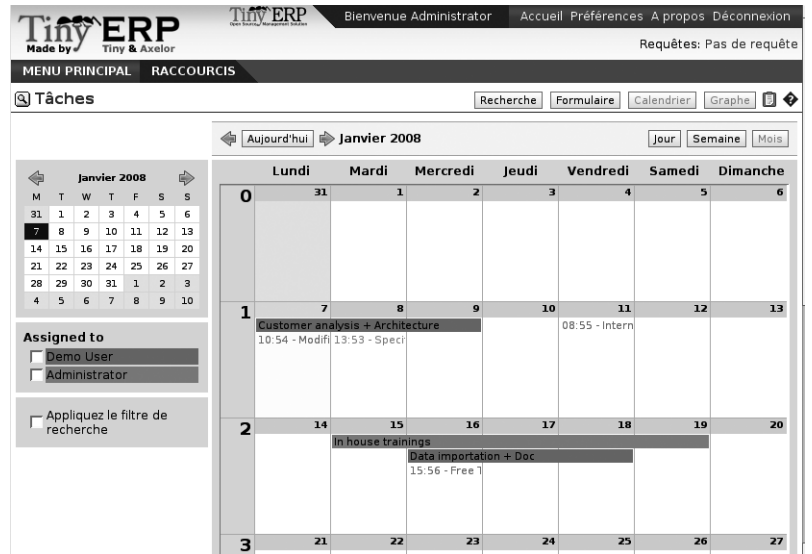 Tiny ERP
Made by Tiny & Axelor
Tiny ERP
Open Source Management Solution
Bienvenue Administrator
Accueil Préférences A propos Déconnexion
Requêtes: Pas de requête
MENU PRINCIPAL RACCOURCIS
Tâches
Recherche Formulaire Calendrier Graphe
Aujourd'hui Janvier 2008
Jour Semaine Mois
Janvier 2008
M T W T F S S
31 1 2 3 4 5 6
7 8 9 10 11 12 13
14 15 16 17 18 19 20
21 22 23 24 25 26 27
28 29 30 31 1 2 3
4 5 6 7 8 9 10
Assigned to
Demo User
Administrator
Appliquez le filtre de
recherche
Lundi Mardi Mercredi Jeudi Vendredi Samedi Dimanche
0 31 1 2 3 4 5 6
1 7 8 9 10 11 12 13
Customer analysis + Architecture
10:54 - Modifi 13:53 - Speci 08:55 - Intern
2 14 15 16 17 18 19 20
In house trainings
Data importation + Doc
15:56 - Free T
3 21 22 23 24 25 26 27